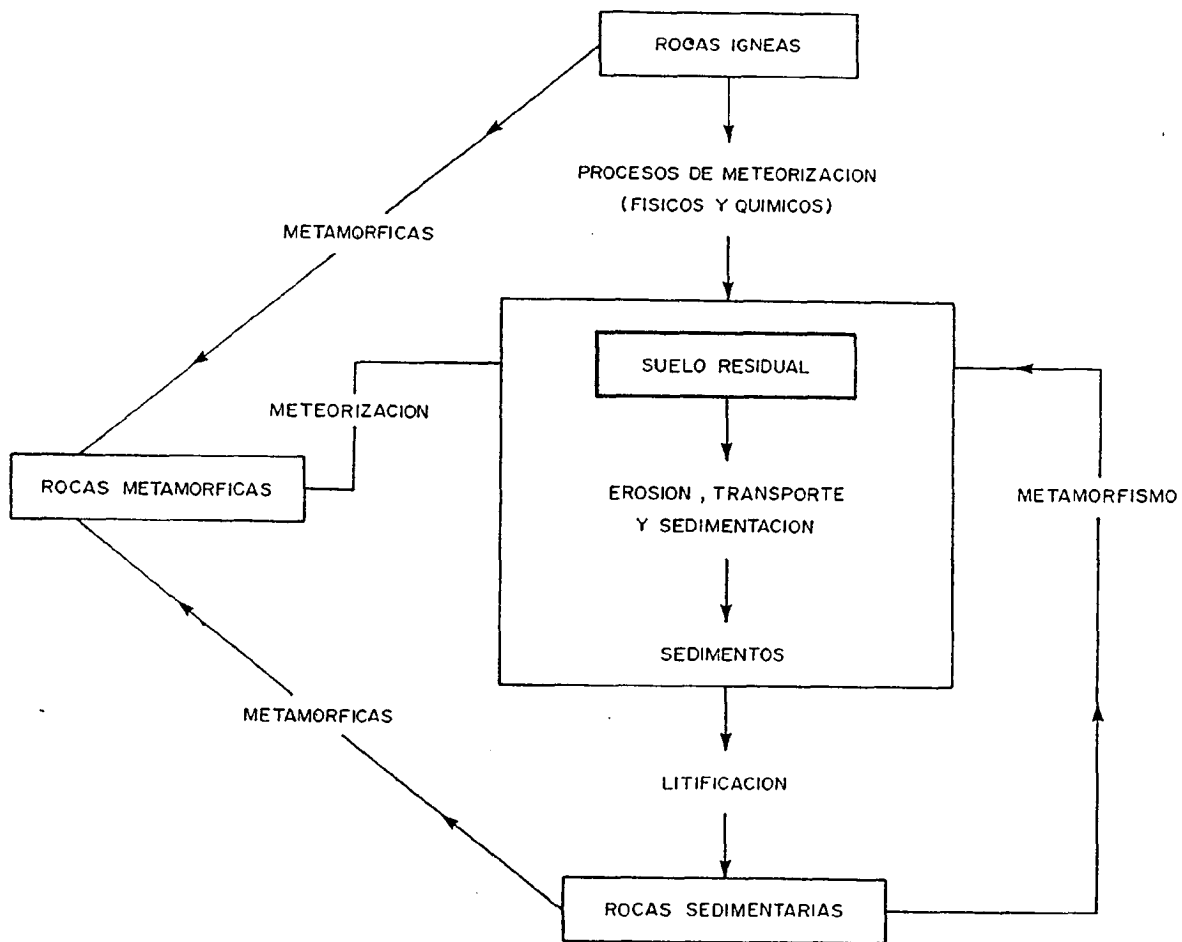 ROCAS IGNEAS
PROCESOS DE METEORIZACION
(FISICOS Y QUIMICOS)
METAMORFICAS
SUELO RESIDUAL
METEORIZACION
ROCAS METAMORFICAS
EROSION , TRANSPORTE
Y SEDIMENTACION
METAMORFISMO
SEDIMENTOS
METAMORFICAS
LITIFICACION
ROCAS SEDIMENTARIAS